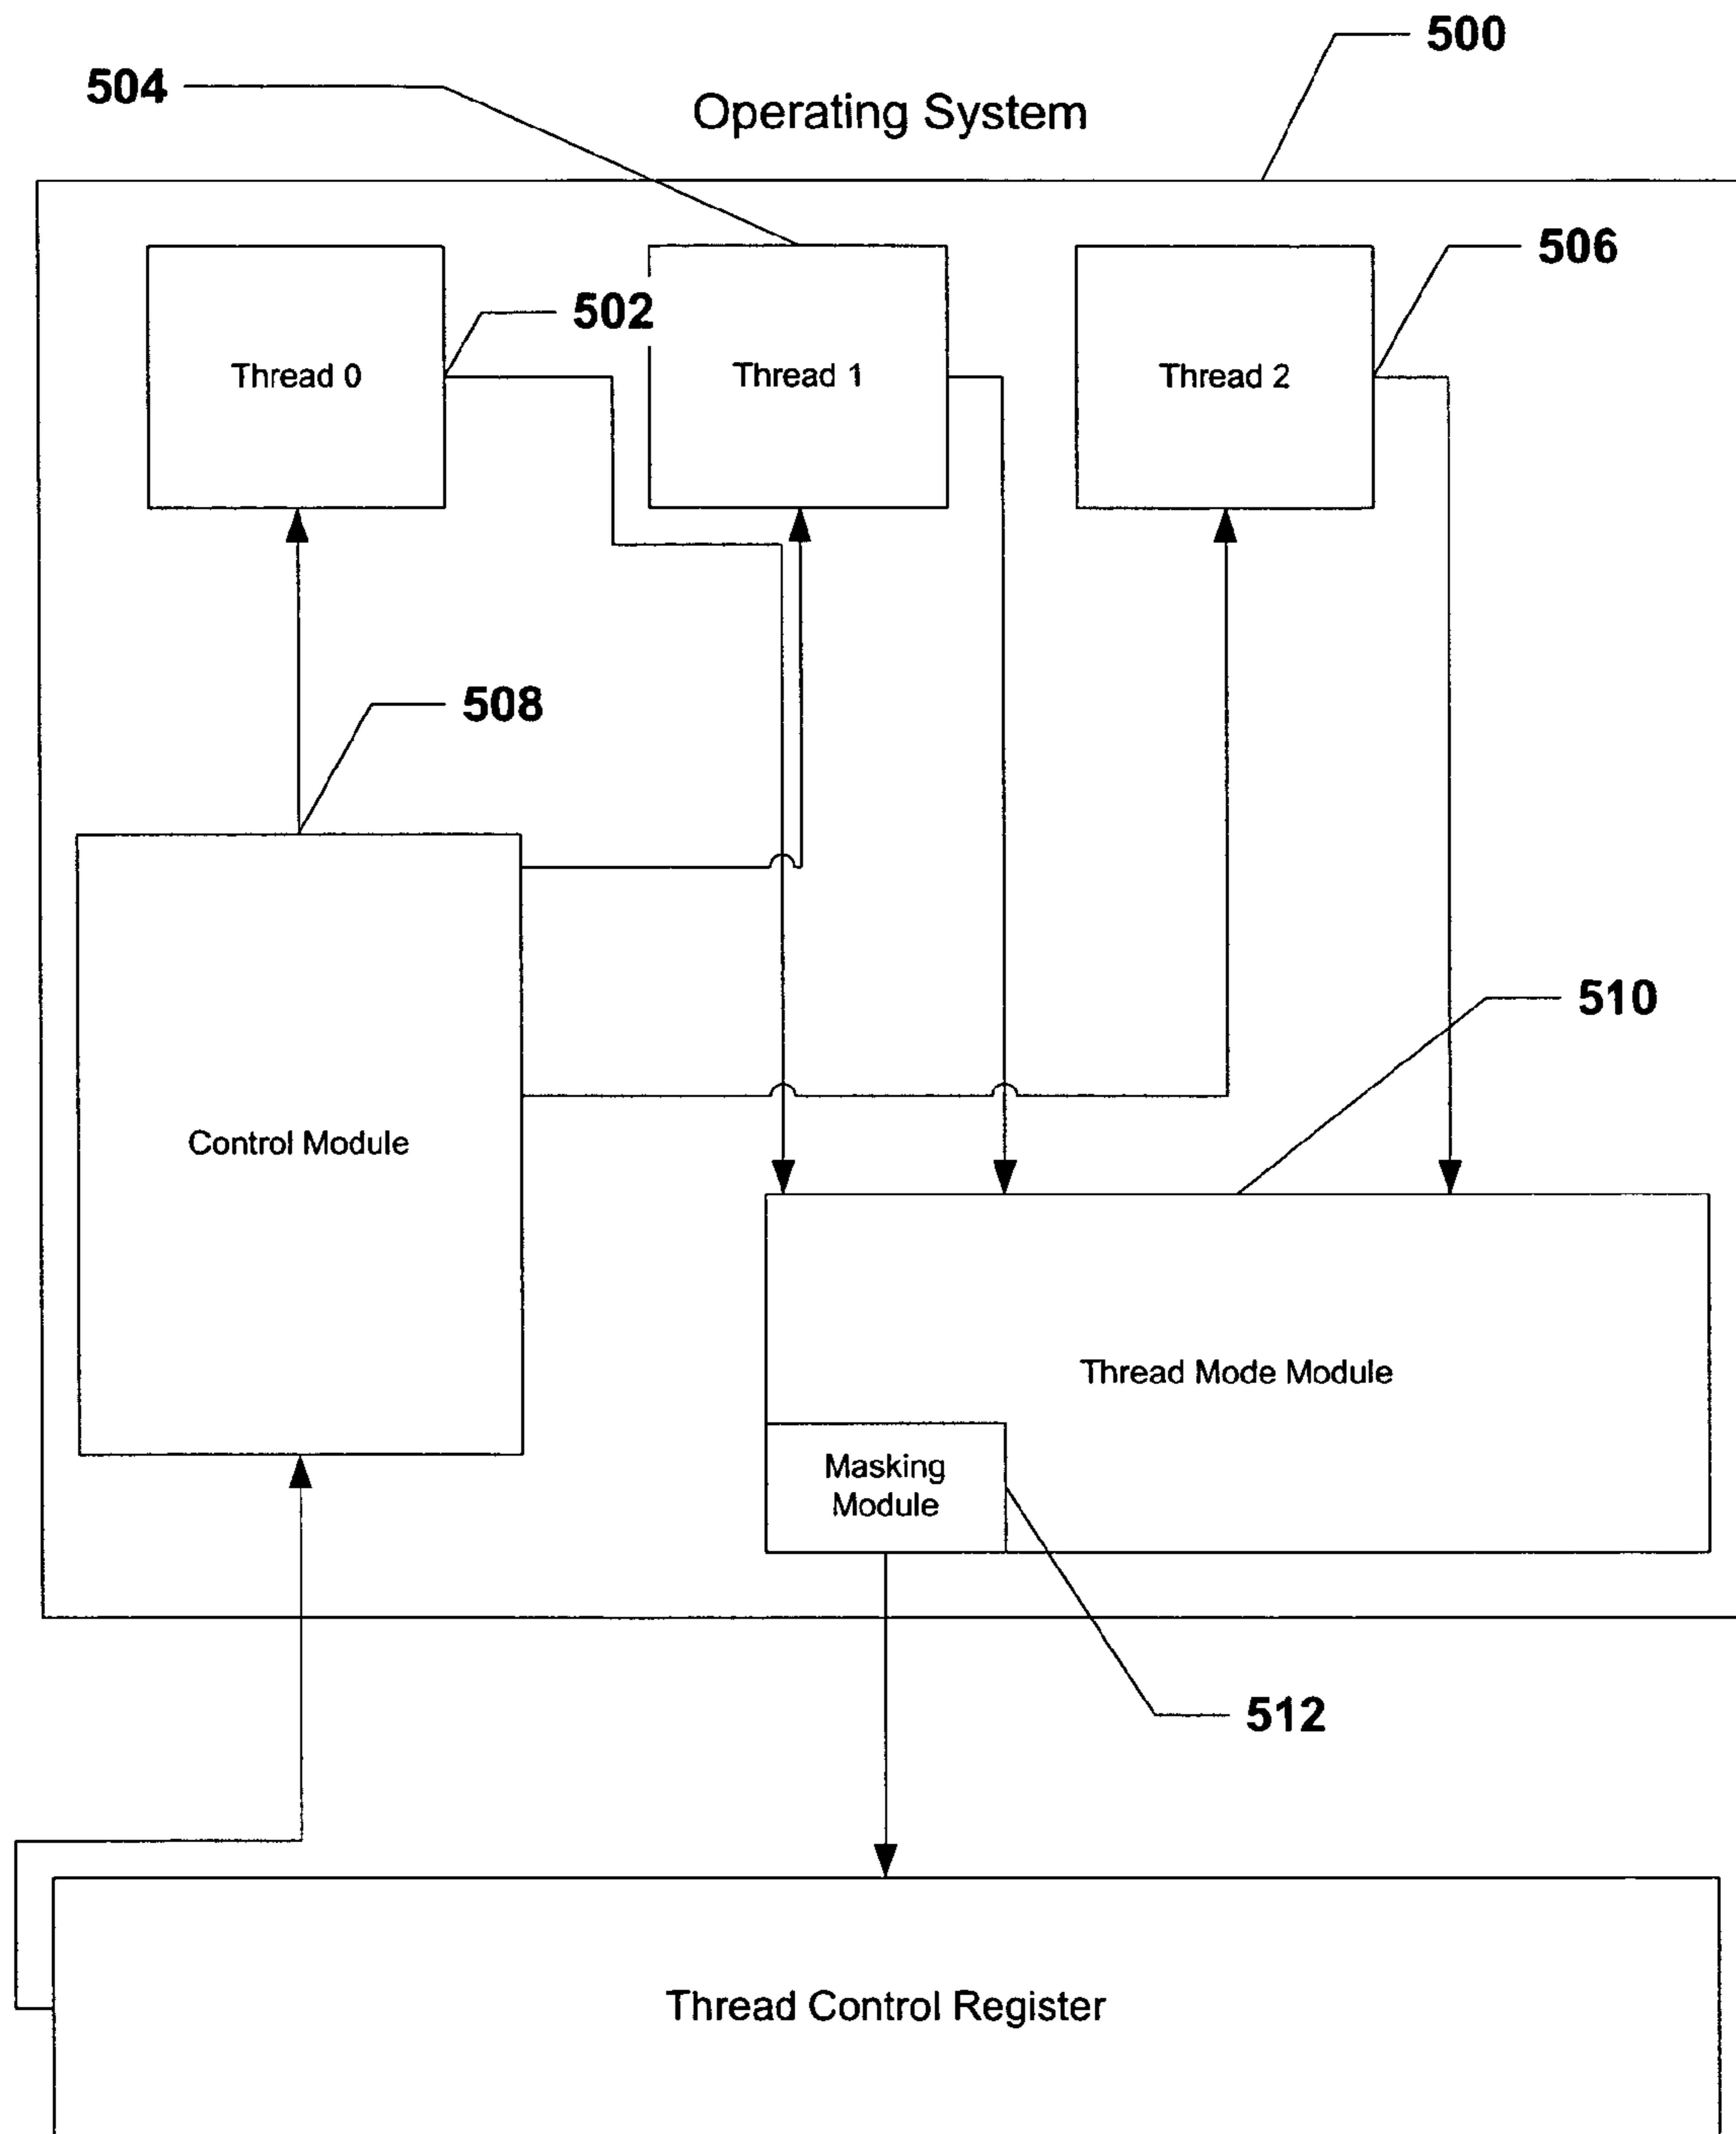 500
504
Operating System
506
502
Thread 0
Thread 1
Thread 2
508
510
Control Module
Thread Mode Module
Masking
Module
512
Thread Control Register